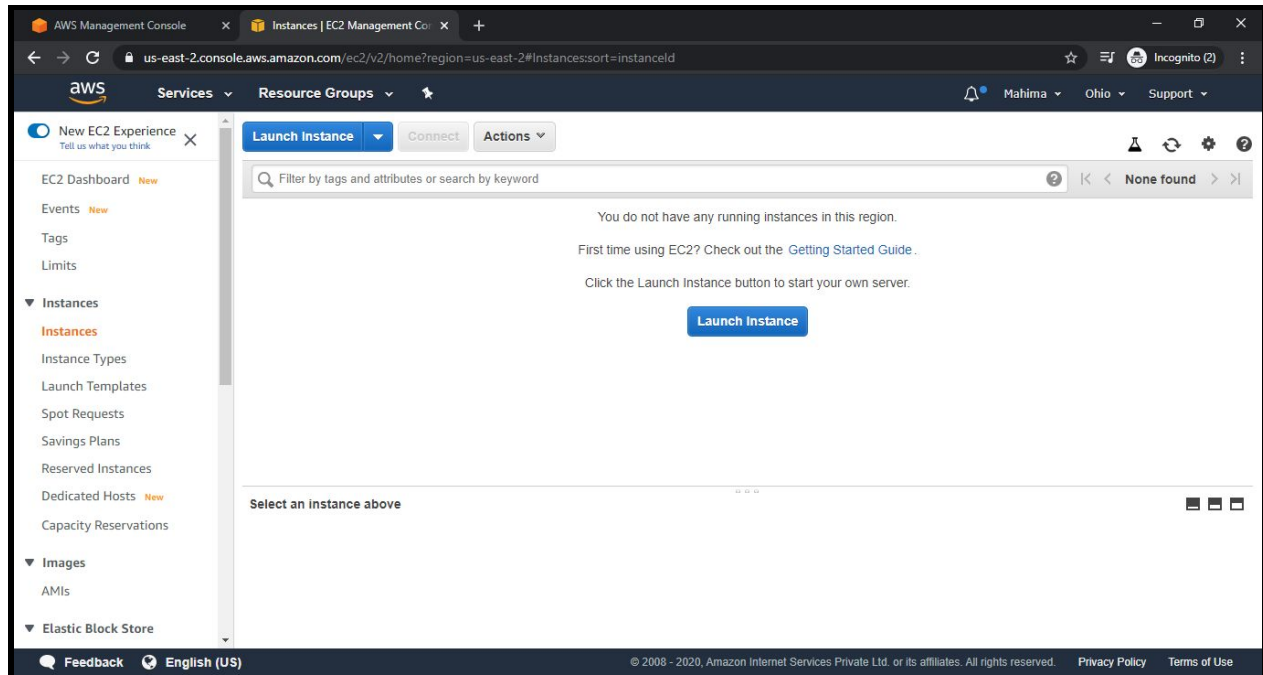 AWS Management Console
Instances | EC2 Management Con
us-east-2.console.aws.amazon.com/ec2/v2/home?region=us-east-2#Instances:sort=instanceId
Incognito (2)
aws Services Resource Groups Mahima Ohio Support
New EC2 Experience
Tell us what you think
EC2 Dashboard New
Events New
Tags
Limits
Instances
Instances
Instance Types
Launch Templates
Spot Requests
Savings Plans
Reserved Instances
Dedicated Hosts New
Capacity Reservations
Images
AMIs
Elastic Block Store
Launch Instance Connect Actions
Filter by tags and attributes or search by keyword
None found
You do not have any running instances in this region.
First time using EC2? Check out the Getting Started Guide.
Click the Launch Instance button to start your own server.
Launch Instance
Select an instance above
Feedback English (US) © 2008 - 2020, Amazon Internet Services Private Ltd. or its affiliates. All rights reserved. Privacy Policy Terms of Use